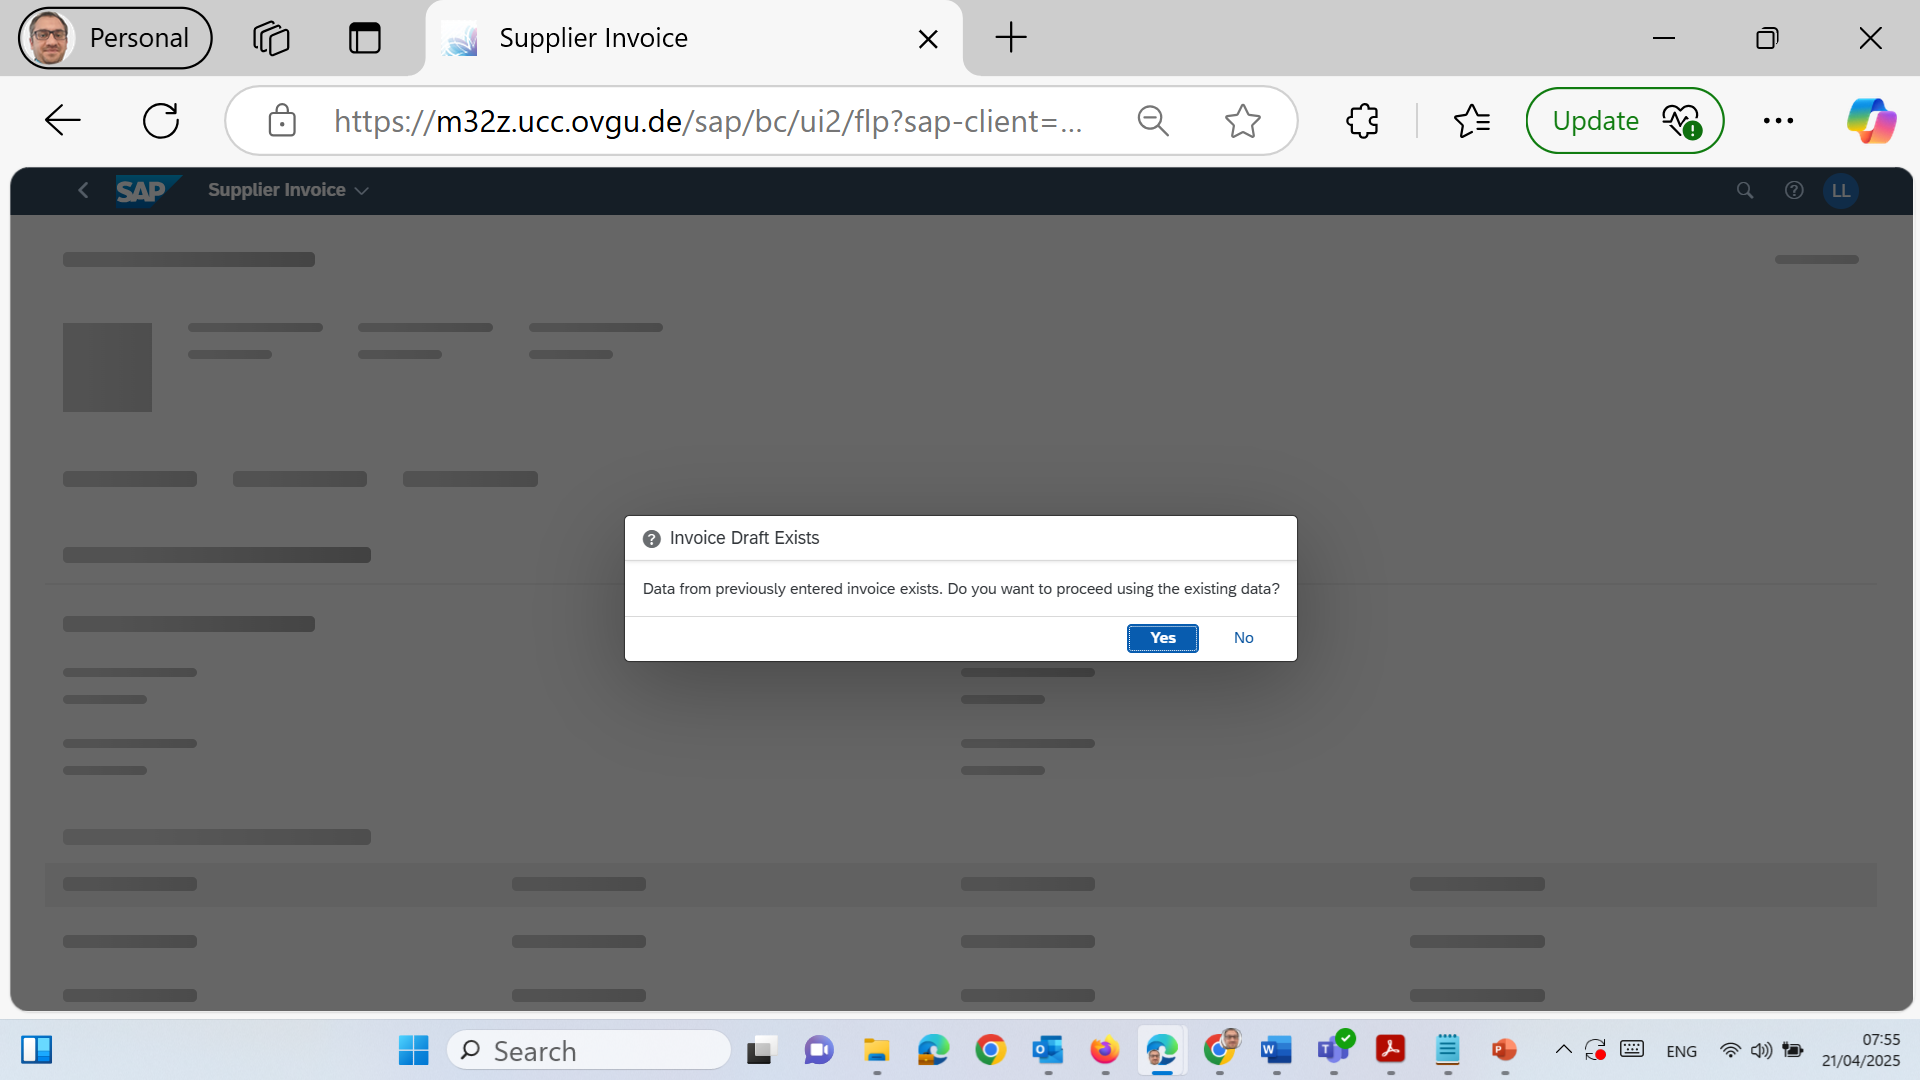 Personal
Supplier Invoice
https://m32z.ucc.ovgu.de/sap/bc/ui2/flp?sap-client=...
Update
SAP
Supplier Invoice
LL
Invoice Draft Exists
Data from previously entered invoice exists. Do you want to proceed using the existing data?
Yes
No
Search
ENG
07:55
21/04/2025